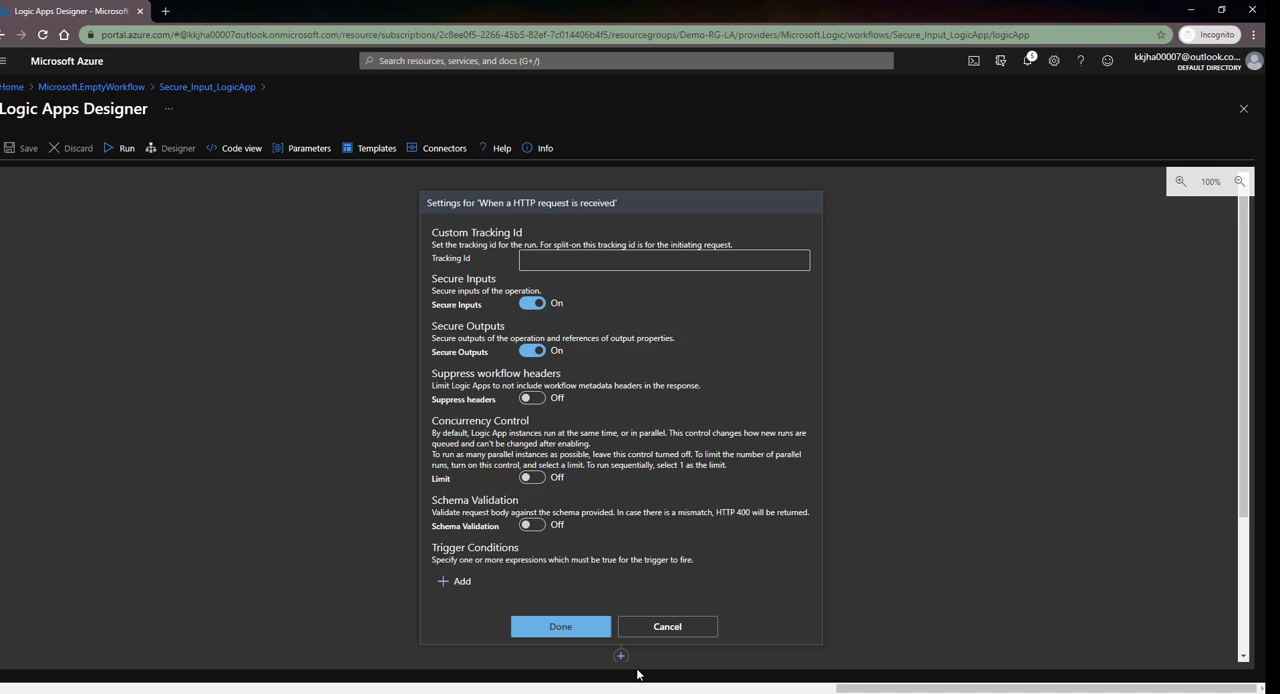 Logic Apps Designer - Microsoft
portal.azure.com/#@kkjha00007outlook.onmicrosoft.com/resource/subscriptions/2c8ee0f5-2266-45b5-82ef-7c014406b4f5/resourcegroups/Demo-RG-LA/providers/Microsoft.Logic/workflows/Secure_Input_LogicApp/logicApp
Incognito
Microsoft Azure
Search resources, services, and docs (G+/)
kkjha00007@outlook.co...
DEFAULT DIRECTORY
Home > Microsoft.EmptyWorkflow > Secure_Input_LogicApp >
Logic Apps Designer ...
Save Discard Run Designer Code view Parameters Templates Connectors Help Info
100%
Settings for 'When a HTTP request is received'
Custom Tracking Id
Set the tracking id for the run. For split-on this tracking id is for the initiating request.
Tracking Id
Secure Inputs
Secure inputs of the operation.
Secure Inputs On
Secure Outputs
Secure outputs of the operation and references of output properties.
Secure Outputs On
Suppress workflow headers
Limit Logic Apps to not include workflow metadata headers in the response.
Suppress headers Off
Concurrency Control
By default, Logic App instances run at the same time, or in parallel. This control changes how new runs are
queued and can't be changed after enabling.
To run as many parallel instances as possible, leave this control turned off. To limit the number of parallel
runs, turn on this control, and select a limit. To run sequentially, select 1 as the limit.
Limit Off
Schema Validation
Validate request body against the schema provided. In case there is a mismatch, HTTP 400 will be returned.
Schema Validation Off
Trigger Conditions
Specify one or more expressions which must be true for the trigger to fire.
+ Add
Done Cancel